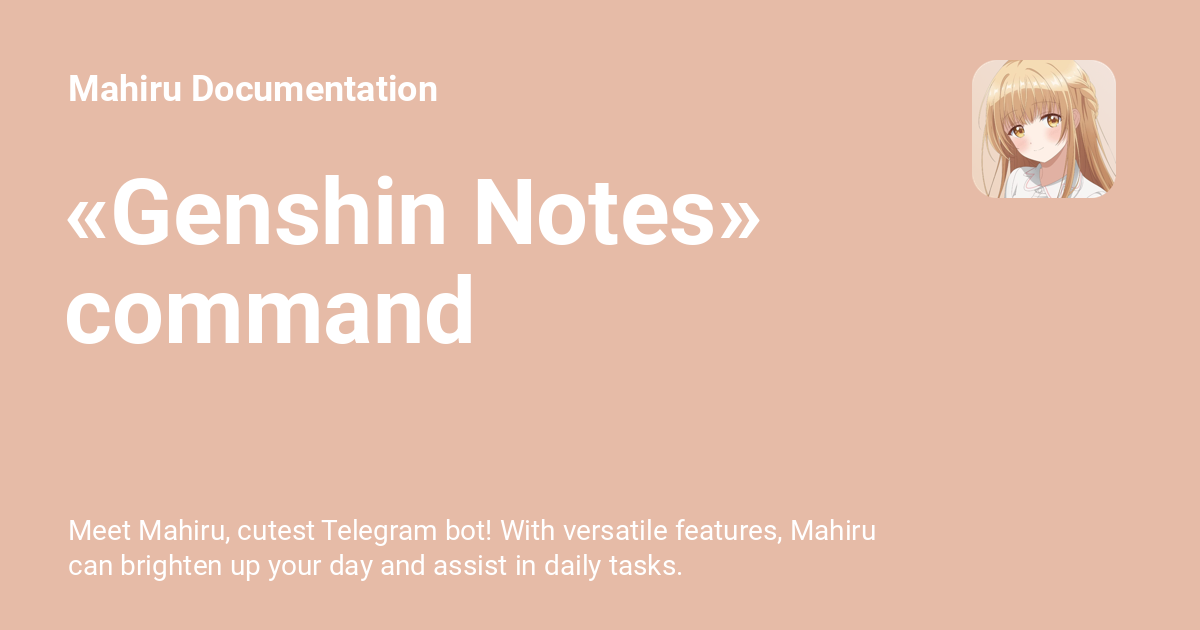 Mahiru Documentation
«Genshin Notes»
command
Meet Mahiru, cutest Telegram bot! With versatile features, Mahiru
can brighten up your day and assist in daily tasks.